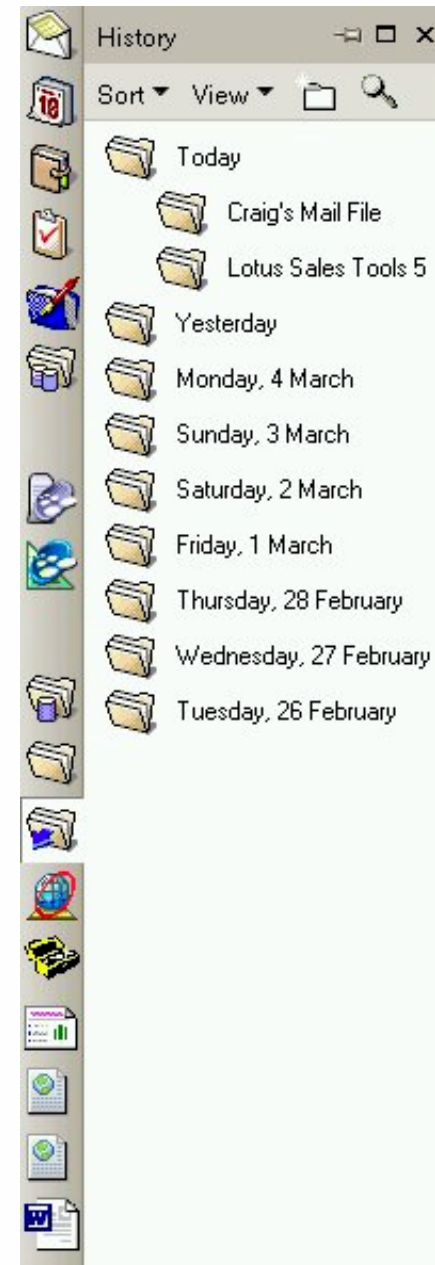 History
Sort View
Today
Craig's Mail File
Lotus Sales Tools 5
Yesterday
Monday, 4 March
Sunday, 3 March
Saturday, 2 March
Friday, 1 March
Thursday, 28 February
Wednesday, 27 February
Tuesday, 26 February
16
W